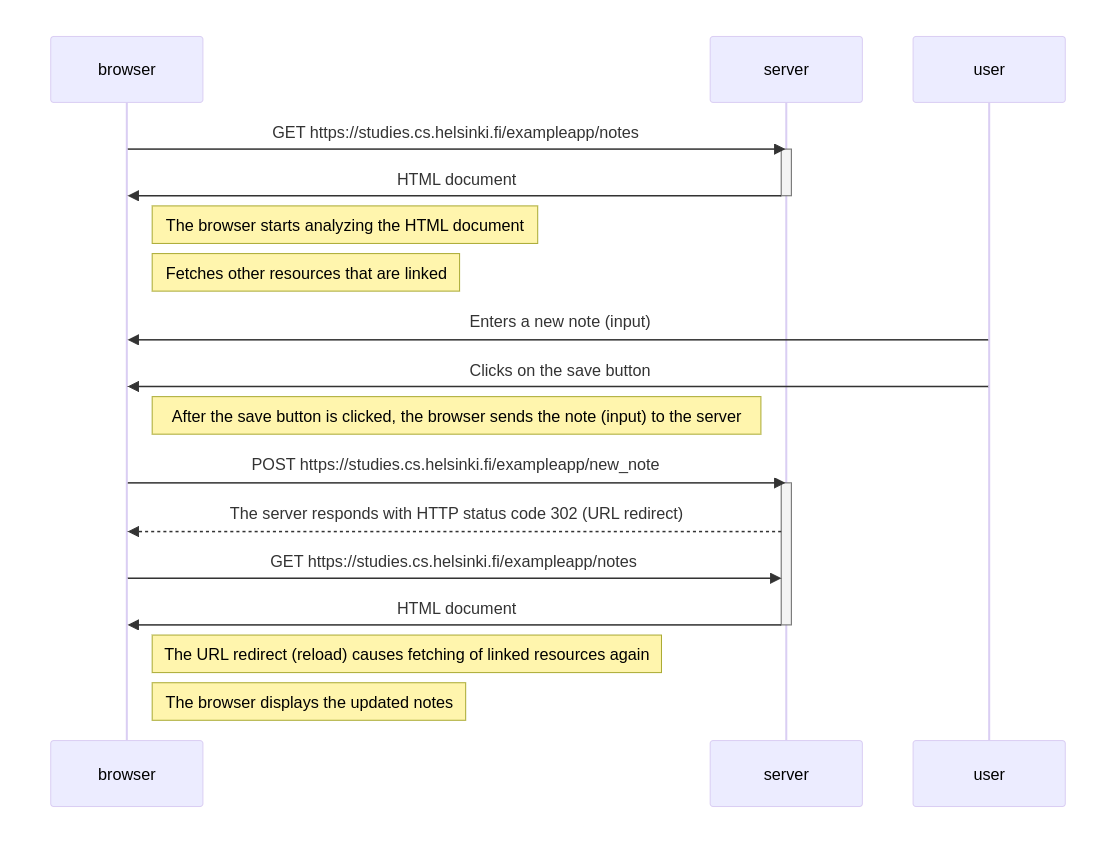 browser
server
user
GET https://studies.cs.helsinki.fi/exampleapp/notes
HTML document
The browser starts analyzing the HTML document
Fetches other resources that are linked
Enters a new note (input)
Clicks on the save button
After the save button is clicked, the browser sends the note (input) to the server
POST https://studies.cs.helsinki.fi/exampleapp/new_note
The server responds with HTTP status code 302 (URL redirect)
GET https://studies.cs.helsinki.fi/exampleapp/notes
HTML document
The URL redirect (reload) causes fetching of linked resources again
The browser displays the updated notes
browser
server
user